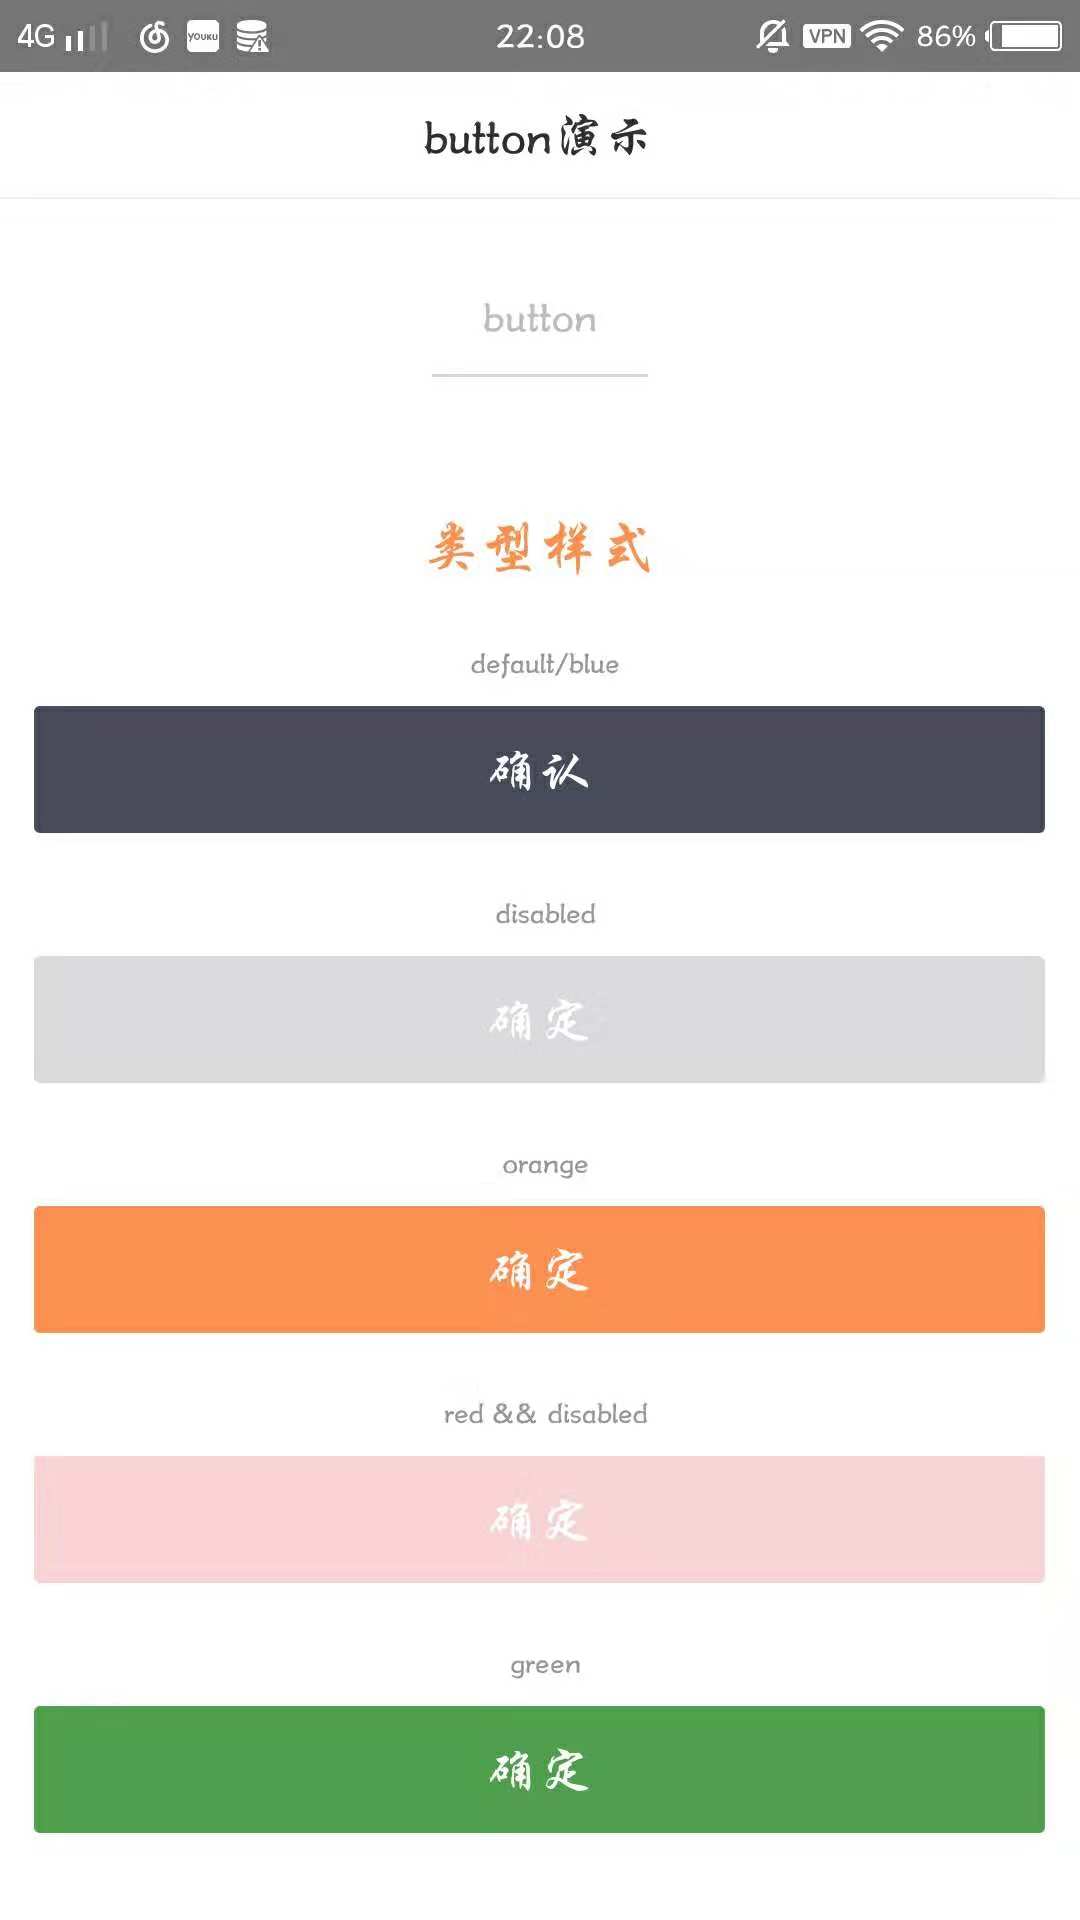 4G YOUKU 22:08 VPN 86%
button演示
button
类型样式
default/blue
确认
disabled
确定
orange
确定
red && disabled
确定
green
确定